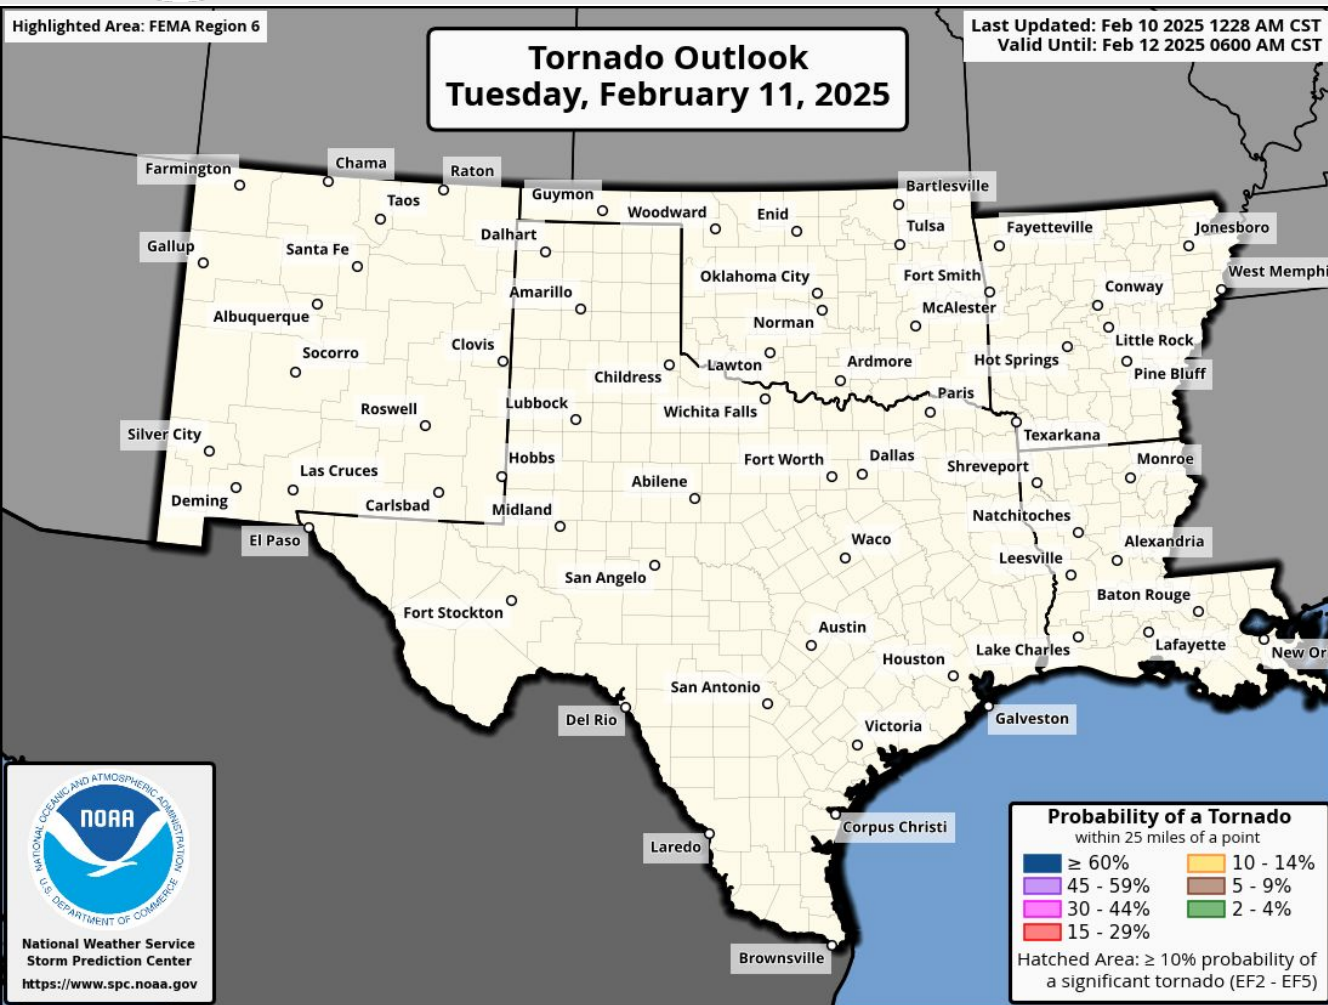 Highlighted Area: FEMA Region 6
Last Updated: Feb 10 2025 1228 AM CST
Valid Until: Feb 12 2025 0600 AM CST
Tornado Outlook
Tuesday, February 11, 2025
Farmington
Chama
Raton
Taos
Guymon
Woodward
Enid
Bartlesville
Tulsa
Fayetteville
Jonesboro
Gallup
Santa Fe
Dalhart
Oklahoma City
Fort Smith
West Memphi
Amarillo
Conway
Albuquerque
Norman
McAlester
Little Rock
Socorro
Clovis
Childress
Lawton
Ardmore
Hot Springs
Pine Bluff
Roswell
Lubbock
Wichita Falls
Paris
Texarkana
Silver City
Las Cruces
Hobbs
Abilene
Fort Worth
Dallas
Shreveport
Monroe
Deming
Carlsbad
Midland
Natchitoches
El Paso
Waco
Leesville
Alexandria
San Angelo
Baton Rouge
Fort Stockton
Austin
Houston
Lake Charles
Lafayette
New Or
San Antonio
Del Rio
Victoria
Galveston
Corpus Christi
Laredo
Brownsville
NATIONAL OCEANIC AND ATMOSPHERIC ADMINISTRATION
NOAA
U.S. DEPARTMENT OF COMMERCE
National Weather Service
Storm Prediction Center
https://www.spc.noaa.gov
Probability of a Tornado
within 25 miles of a point
≥ 60% 10 - 14%
45 - 59% 5 - 9%
30 - 44% 2 - 4%
15 - 29%
Hatched Area: ≥ 10% probability of
a significant tornado (EF2 - EF5)